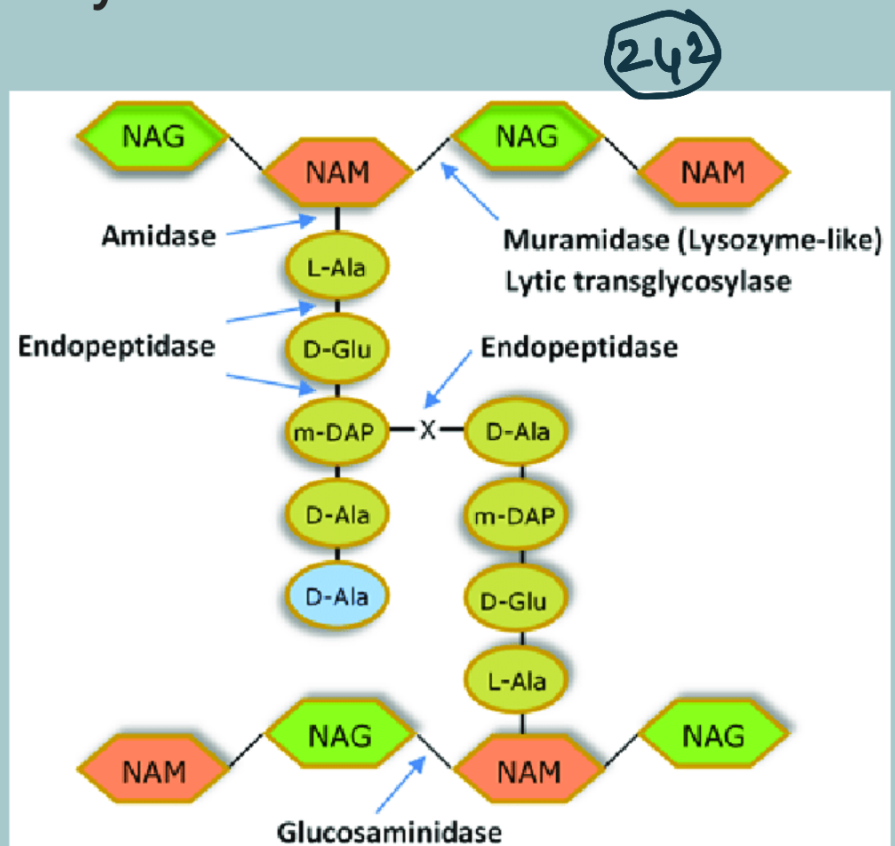 242
NAG
NAG
NAM
NAM
Amidase
Muramidase (Lysozyme-like)
Lytic transglycosylase
L-Ala
Endopeptidase
D-Glu
Endopeptidase
m-DAP
X
D-Ala
D-Ala
m-DAP
D-Ala
D-Glu
L-Ala
NAM
NAG
NAM
NAG
Glucosaminidase